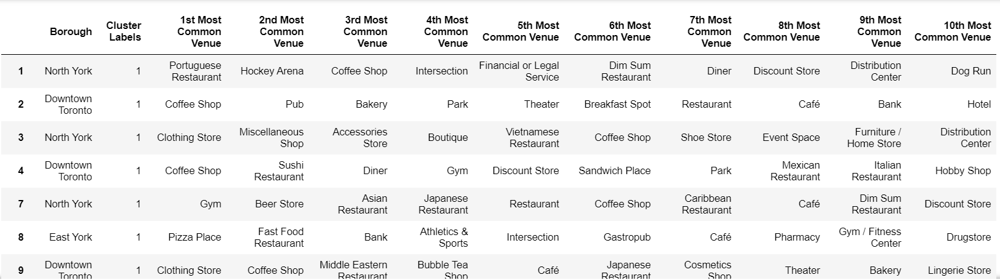 Borough Cluster Labels 1st Most Common Venue 2nd Most Common Venue 3rd Most Common Venue 4th Most Common Venue 5th Most Common Venue 6th Most Common Venue 7th Most Common Venue 8th Most Common Venue 9th Most Common Venue 10th Most Common Venue
1 North York 1 Portuguese Restaurant Hockey Arena Coffee Shop Intersection Financial or Legal Service Dim Sum Restaurant Diner Discount Store Distribution Center Dog Run
2 Downtown Toronto 1 Coffee Shop Pub Bakery Park Theater Breakfast Spot Restaurant Café Bank Hotel
3 North York 1 Clothing Store Miscellaneous Shop Accessories Store Boutique Vietnamese Restaurant Coffee Shop Shoe Store Event Space Furniture / Home Store Distribution Center
4 Downtown Toronto 1 Coffee Shop Sushi Restaurant Diner Gym Discount Store Sandwich Place Park Mexican Restaurant Italian Restaurant Hobby Shop
7 North York 1 Gym Beer Store Asian Restaurant Japanese Restaurant Restaurant Coffee Shop Caribbean Restaurant Café Dim Sum Restaurant Discount Store
8 East York 1 Pizza Place Fast Food Restaurant Bank Athletics & Sports Intersection Gastropub Café Pharmacy Gym / Fitness Center Drugstore
9 Downtown Toronto 1 Clothing Store Coffee Shop Middle Eastern Restaurant Bubble Tea Shop Café Japanese Restaurant Cosmetics Shop Theater Bakery Lingerie Store